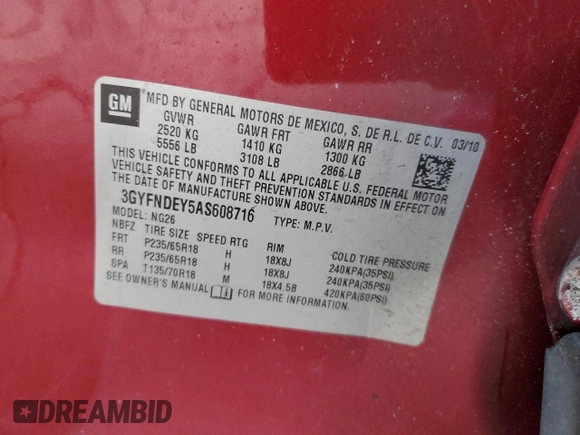 GM
MFD BY GENERAL MOTORS DE MEXICO, S. DE R.L. DE C.V. 03/10
GVWR GAWR FRT GAWR RR
2520 KG 1410 KG 1300 KG
5556 LB 3108 LB 2866 LB
THIS VEHICLE CONFORMS TO ALL APPLICABLE U.S. FEDERAL MOTOR
VEHICLE SAFETY AND THEFT PREVENTION STANDARDS IN EFFECT ON
THE DATE OF MANUFACTURE SHOWN ABOVE.
3GYFNDEY5AS608716 TYPE: M.P.V.
MODEL: NG26
NBFZ TIRE SIZE SPEED RTG RIM COLD TIRE PRESSURE
FRT P235/65R18 H 18X8J 240KPA(35PSI)
RR P235/65R18 H 18X8J 240KPA(35PSI)
SPA T135/70R18 M 18X4.5B 420KPA(60PSI)
SEE OWNER'S MANUAL FOR MORE INFORMATION.
DREAMBID